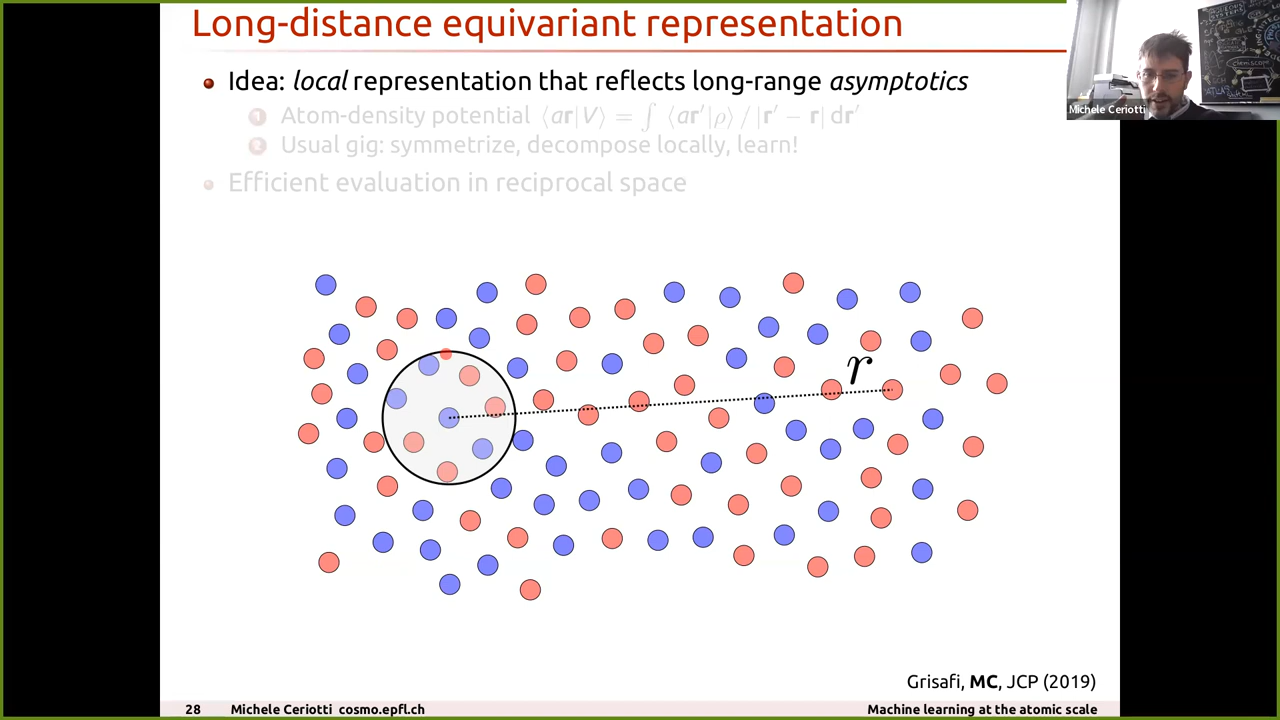 Long-distance equivariant representation
Idea: local representation that reflects long-range asymptotics
1 Atom-density potential ⟨ar|V⟩ = ∫ ⟨ar′|ρ⟩ / |r′ − r| dr′
2 Usual gig: symmetrize, decompose locally, learn!
Efficient evaluation in reciprocal space
r
Grisafi, MC, JCP (2019)
28 Michele Ceriotti cosmo.epfl.ch Machine learning at the atomic scale
Michele Ceriotti